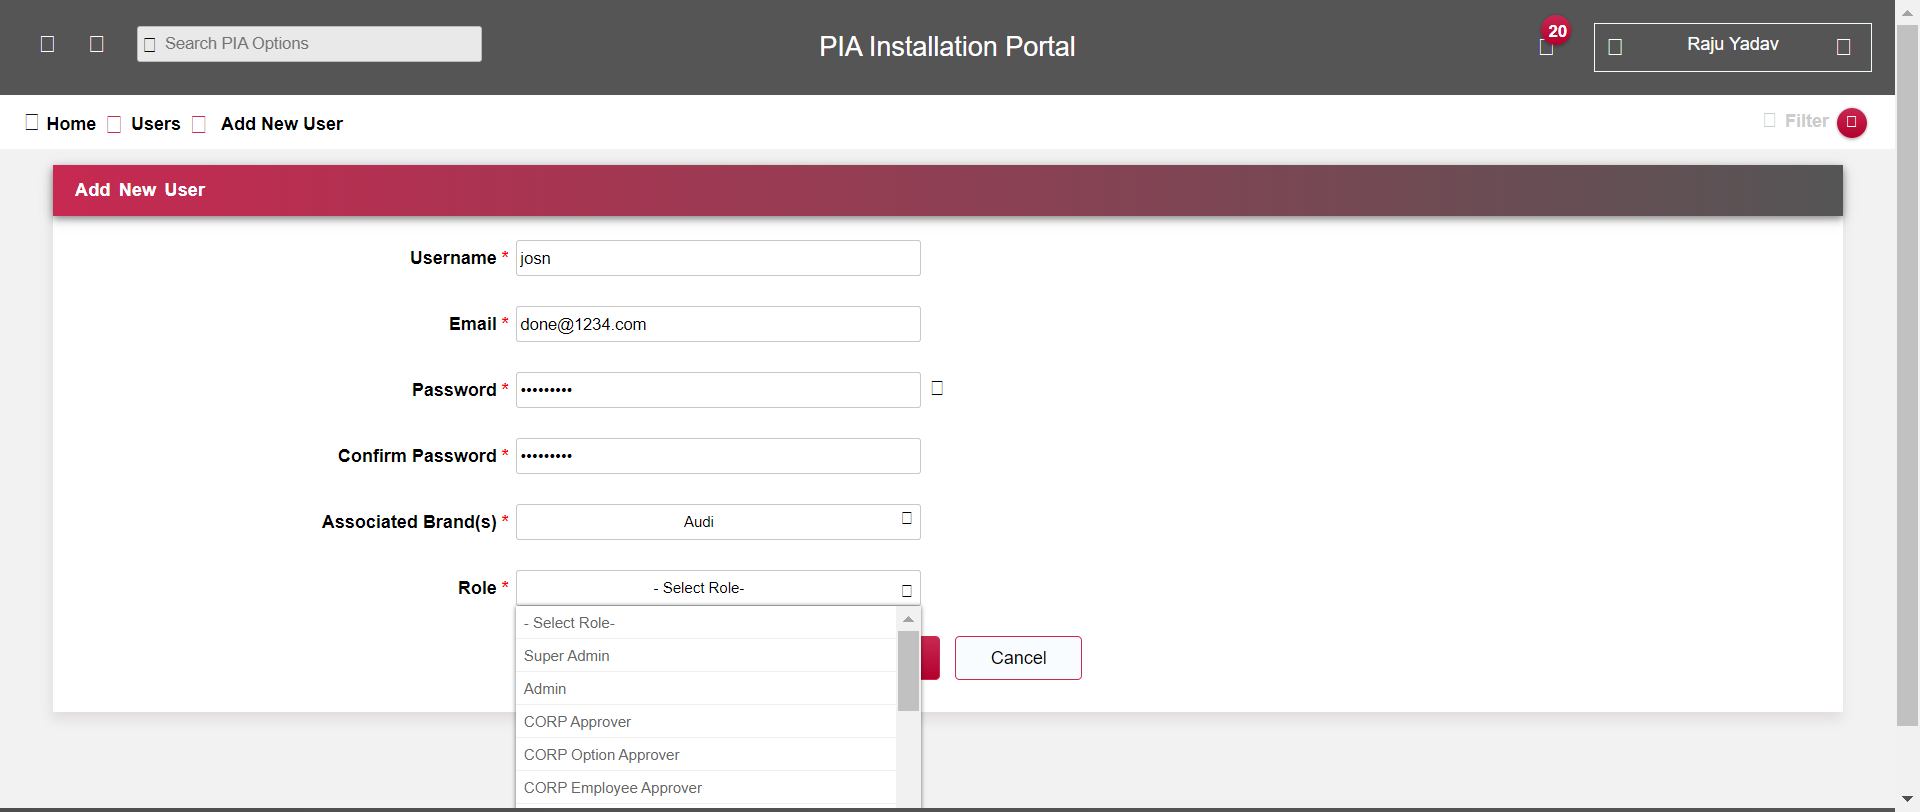 Search PIA Options
PIA Installation Portal
20
Raju Yadav
Home Users Add New User
Filter
Add New User
Username * josn
Email * done@1234.com
Password * •••••••••
Confirm Password * •••••••••
Associated Brand(s) * Audi
Role * - Select Role-
- Select Role-
Super Admin
Cancel
Admin
CORP Approver
CORP Option Approver
CORP Employee Approver